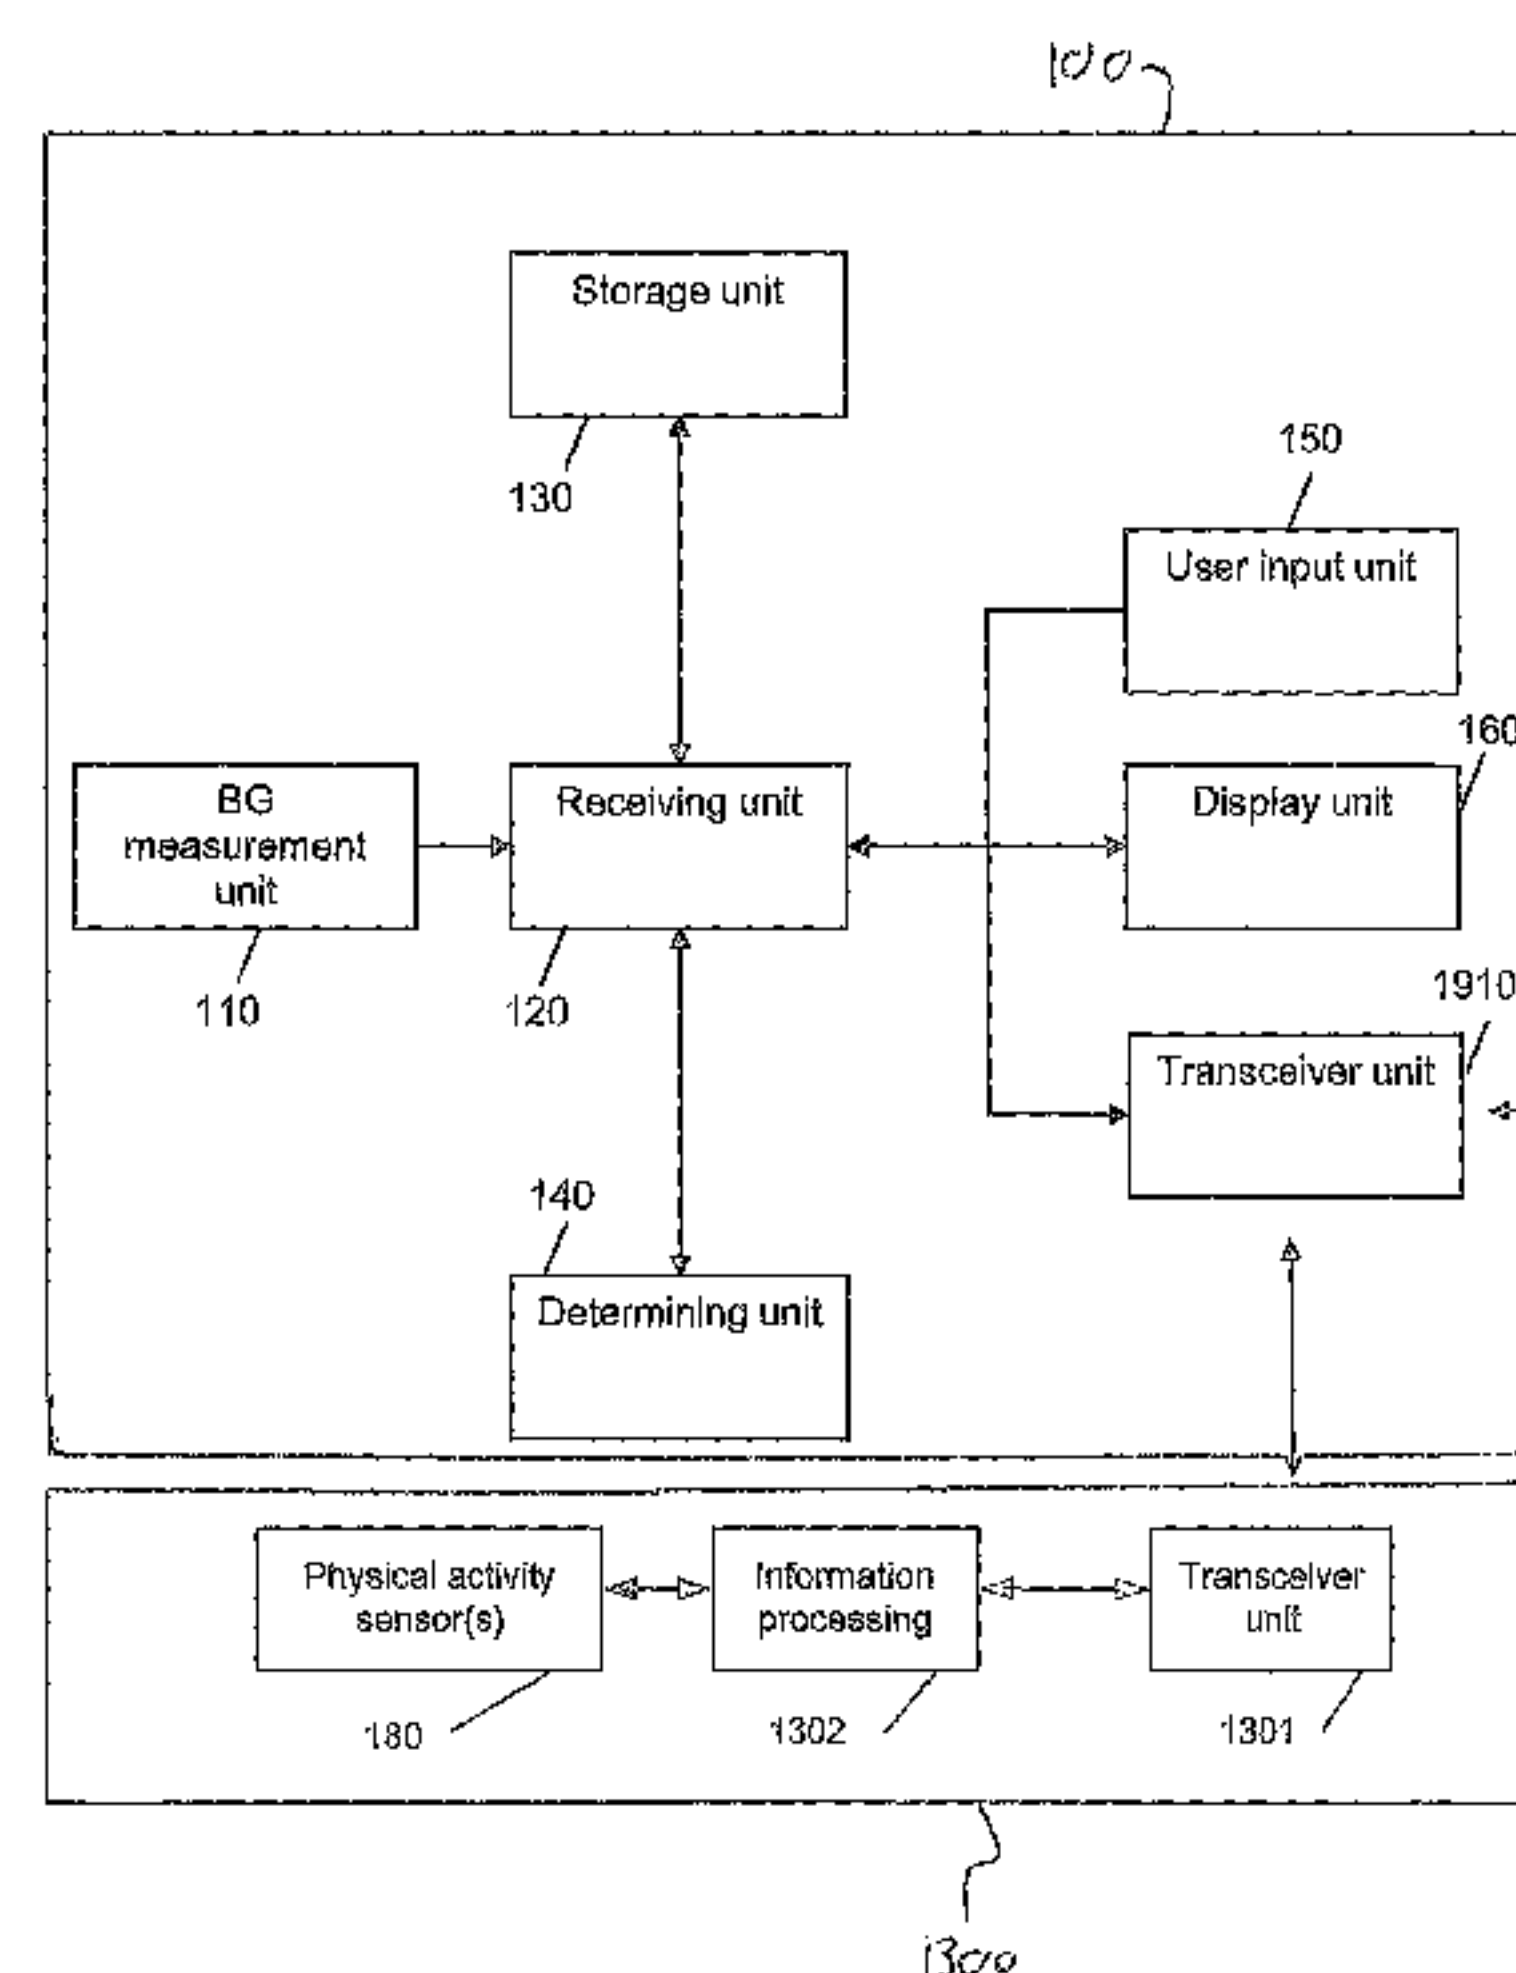 100
Storage unit
130
150
User input unit
160
BG
measurement
unit
Receiving unit
Display unit
110
120
1910
Transceiver unit
140
Determining unit
Physical activity
sensor(s)
Information
processing
Transceiver
unit
180
1302
1301
1300